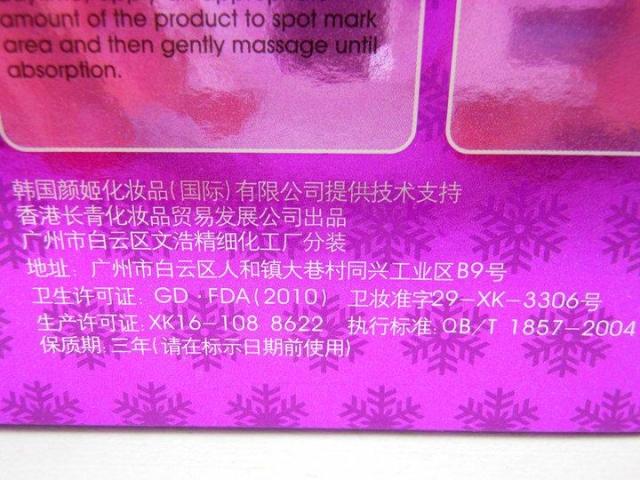 amount of the product to spot mark
area and then gently massage until
absorption.
韩国颜姬化妆品(国际)有限公司提供技术支持
香港长青化妆品贸易发展公司出品
广州市白云区文浩精细化工厂分装
地址: 广州市白云区人和镇大巷村同兴工业区B9号
卫生许可证: GD·FDA(2010) 卫妆准字29-XK-3306号
生产许可证: XK16-108 8622 执行标准: QB/T 1857-2004
保质期: 三年(请在标示日期前使用)